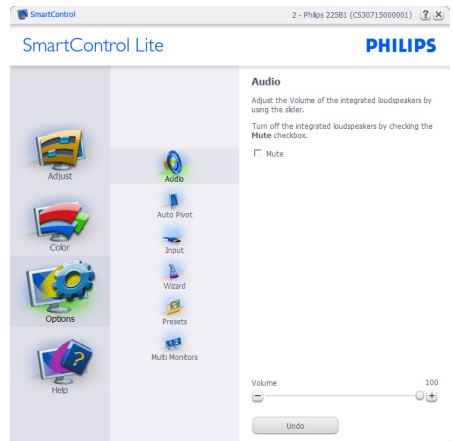 SmartControl
2 - Philips 225B1 (CS30715000001)
SmartControl Lite
PHILIPS
Adjust
Color
Options
Help
Audio
Auto Pivot
Input
Wizard
Presets
Multi Monitors
Audio
Adjust the Volume of the integrated loudspeakers by
using the slider.
Turn off the integrated loudspeakers by checking the
Mute checkbox.
Mute
Volume 100
Undo